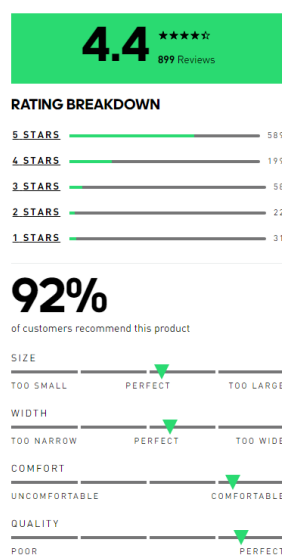 4.4
899 Reviews
RATING BREAKDOWN
5 STARS 589
4 STARS 199
3 STARS 58
2 STARS 22
1 STARS 31
92%
of customers recommend this product
SIZE
TOO SMALL PERFECT TOO LARGE
WIDTH
TOO NARROW PERFECT TOO WIDE
COMFORT
UNCOMFORTABLE COMFORTABLE
QUALITY
POOR PERFECT